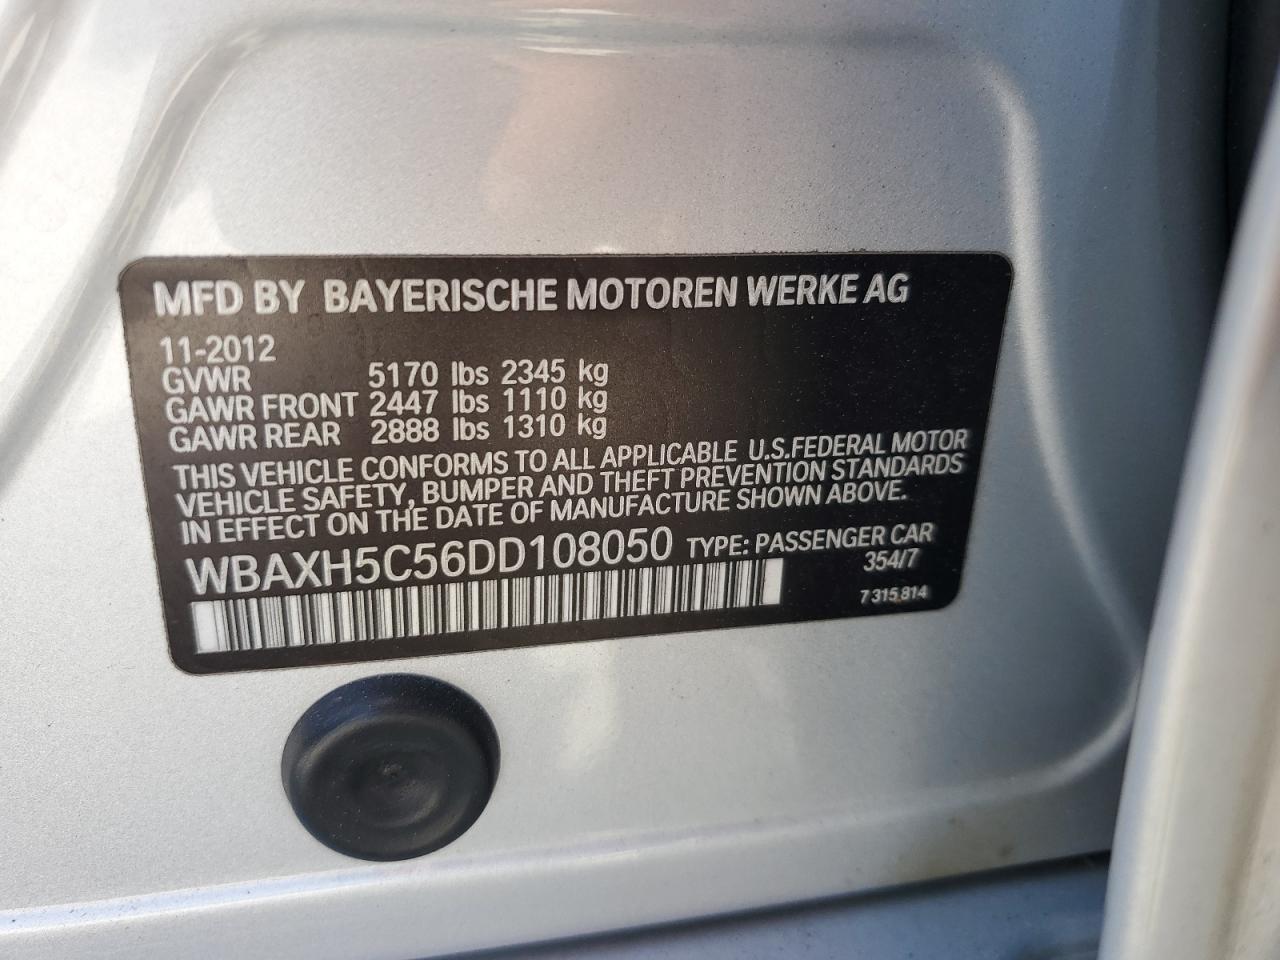 MFD BY BAYERISCHE MOTOREN WERKE AG
11-2012
GVWR 5170 lbs 2345 kg
GAWR FRONT 2447 lbs 1110 kg
GAWR REAR 2888 lbs 1310 kg
THIS VEHICLE CONFORMS TO ALL APPLICABLE U.S.FEDERAL MOTOR
VEHICLE SAFETY, BUMPER AND THEFT PREVENTION STANDARDS
IN EFFECT ON THE DATE OF MANUFACTURE SHOWN ABOVE.
WBAXH5C56DD108050 TYPE: PASSENGER CAR
354/7
7 315.814